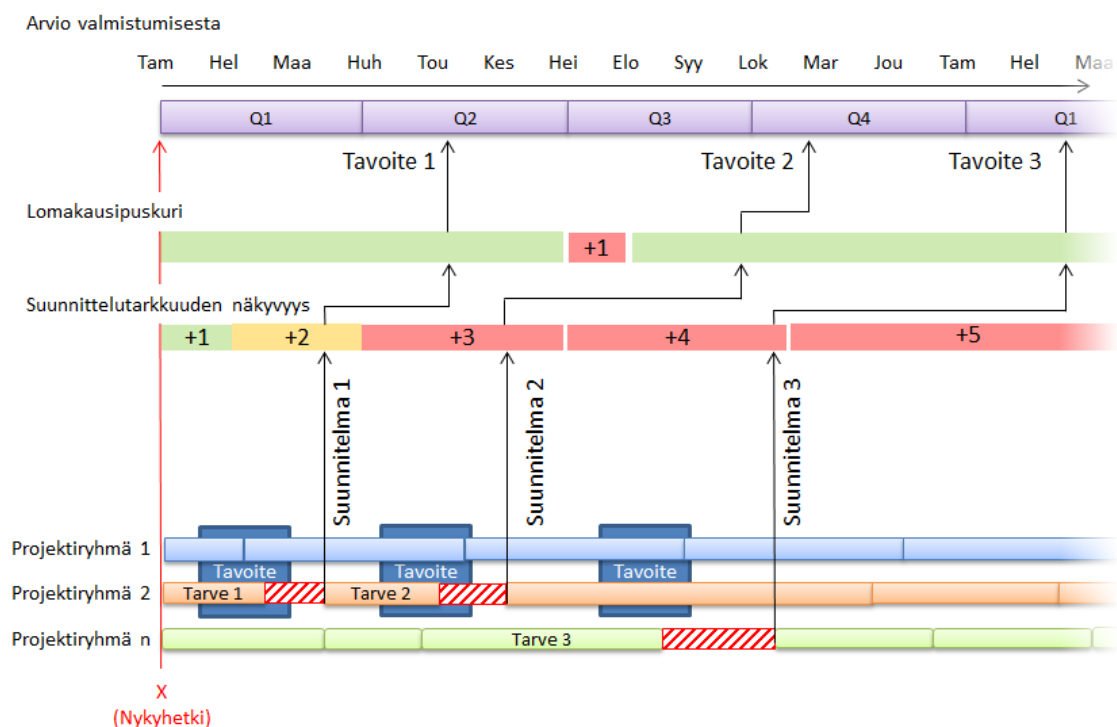 Arvio valmistumisesta
Tam Hel Maa Huh Tou Kes Hei Elo Syy Lok Mar Jou Tam Hel Maa
Q1 Q2 Q3 Q4 Q1
Tavoite 1 Tavoite 2 Tavoite 3
Lomakausipuskuri
+1
Suunnittelutarkkuuden näkyvyys
+1 +2 +3 +4 +5
Suunnitelma 1
Suunnitelma 2
Suunnitelma 3
Projektiryhmä 1
Tavoite Tavoite Tavoite
Projektiryhmä 2 Tarve 1 Tarve 2
Projektiryhmä n Tarve 3
X
(Nykyhetki)